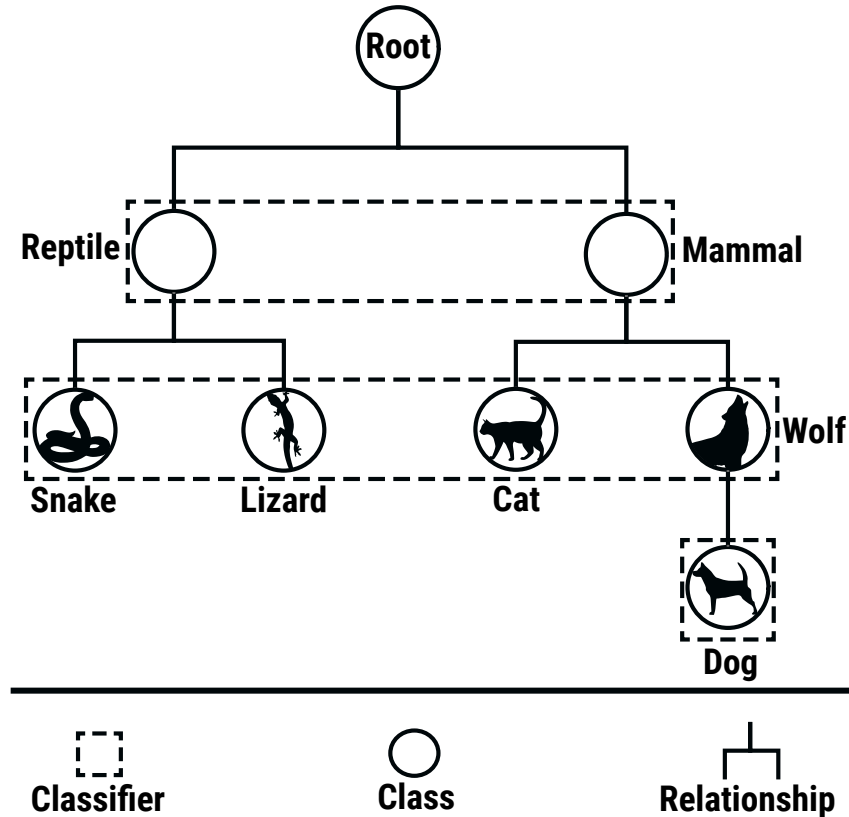 Root
Reptile
Mammal
Wolf
Snake
Lizard
Cat
Dog
Classifier
Class
Relationship